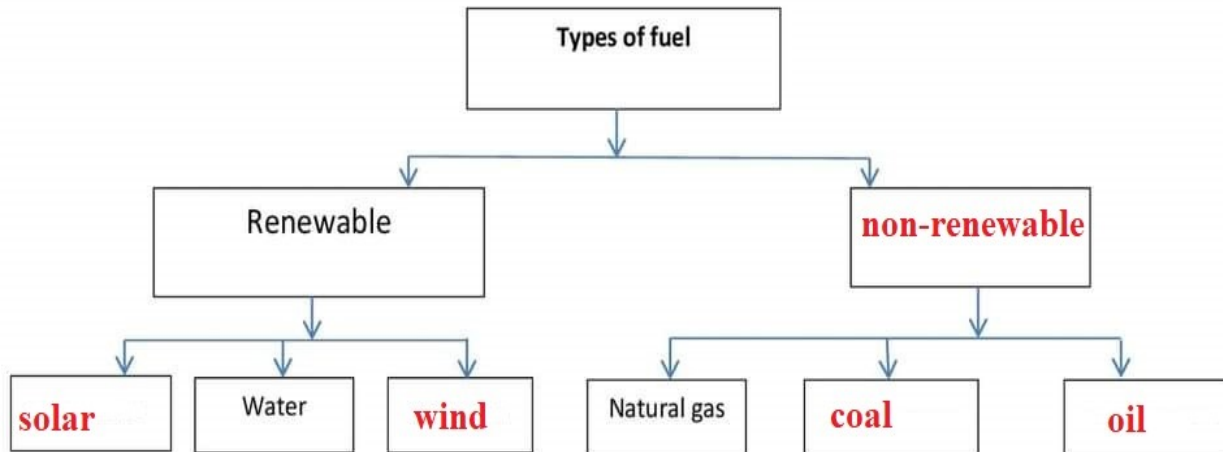 Types of fuel
Renewable
non-renewable
solar
Water
wind
Natural gas
coal
oil